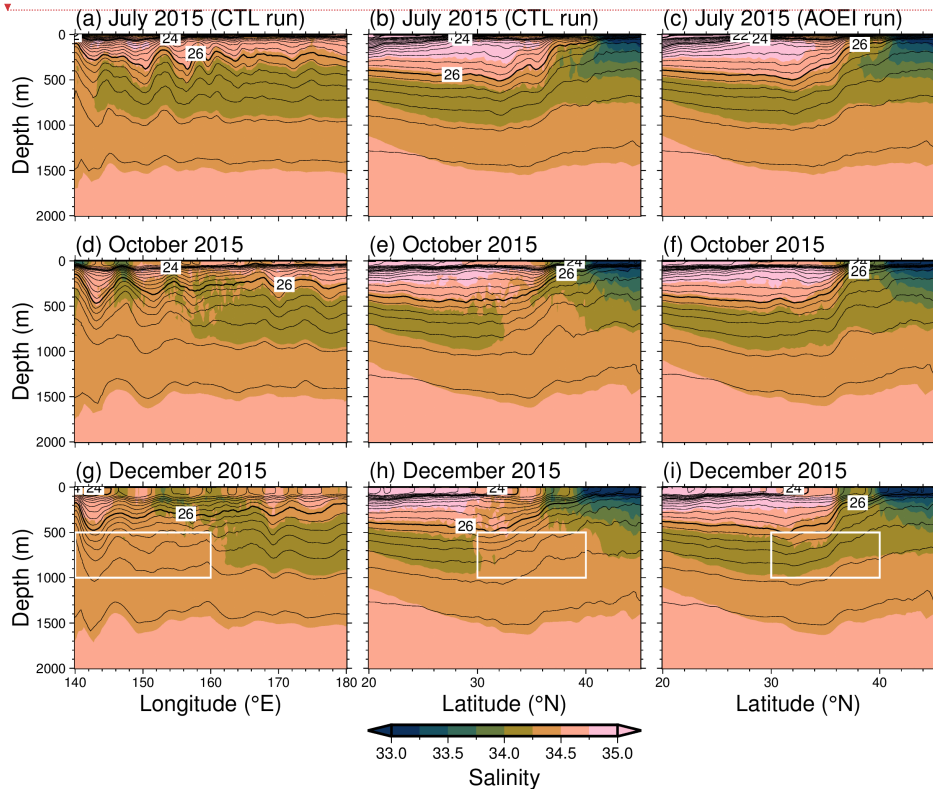 (a) July 2015 (CTL run)
(b) July 2015 (CTL run)
(c) July 2015 (AOEI run)
0
500
1000
1500
2000
Depth (m)
24
26
24
26
22
24
26
(d) October 2015
(e) October 2015
(f) October 2015
0
500
1000
1500
2000
Depth (m)
24
26
24
26
24
26
(g) December 2015
(h) December 2015
(i) December 2015
0
500
1000
1500
2000
Depth (m)
24
26
24
26
24
26
140 150 160 170 180
20 30 40
20 30 40
Longitude (°E)
Latitude (°N)
Latitude (°N)
33.0 33.5 34.0 34.5 35.0
Salinity